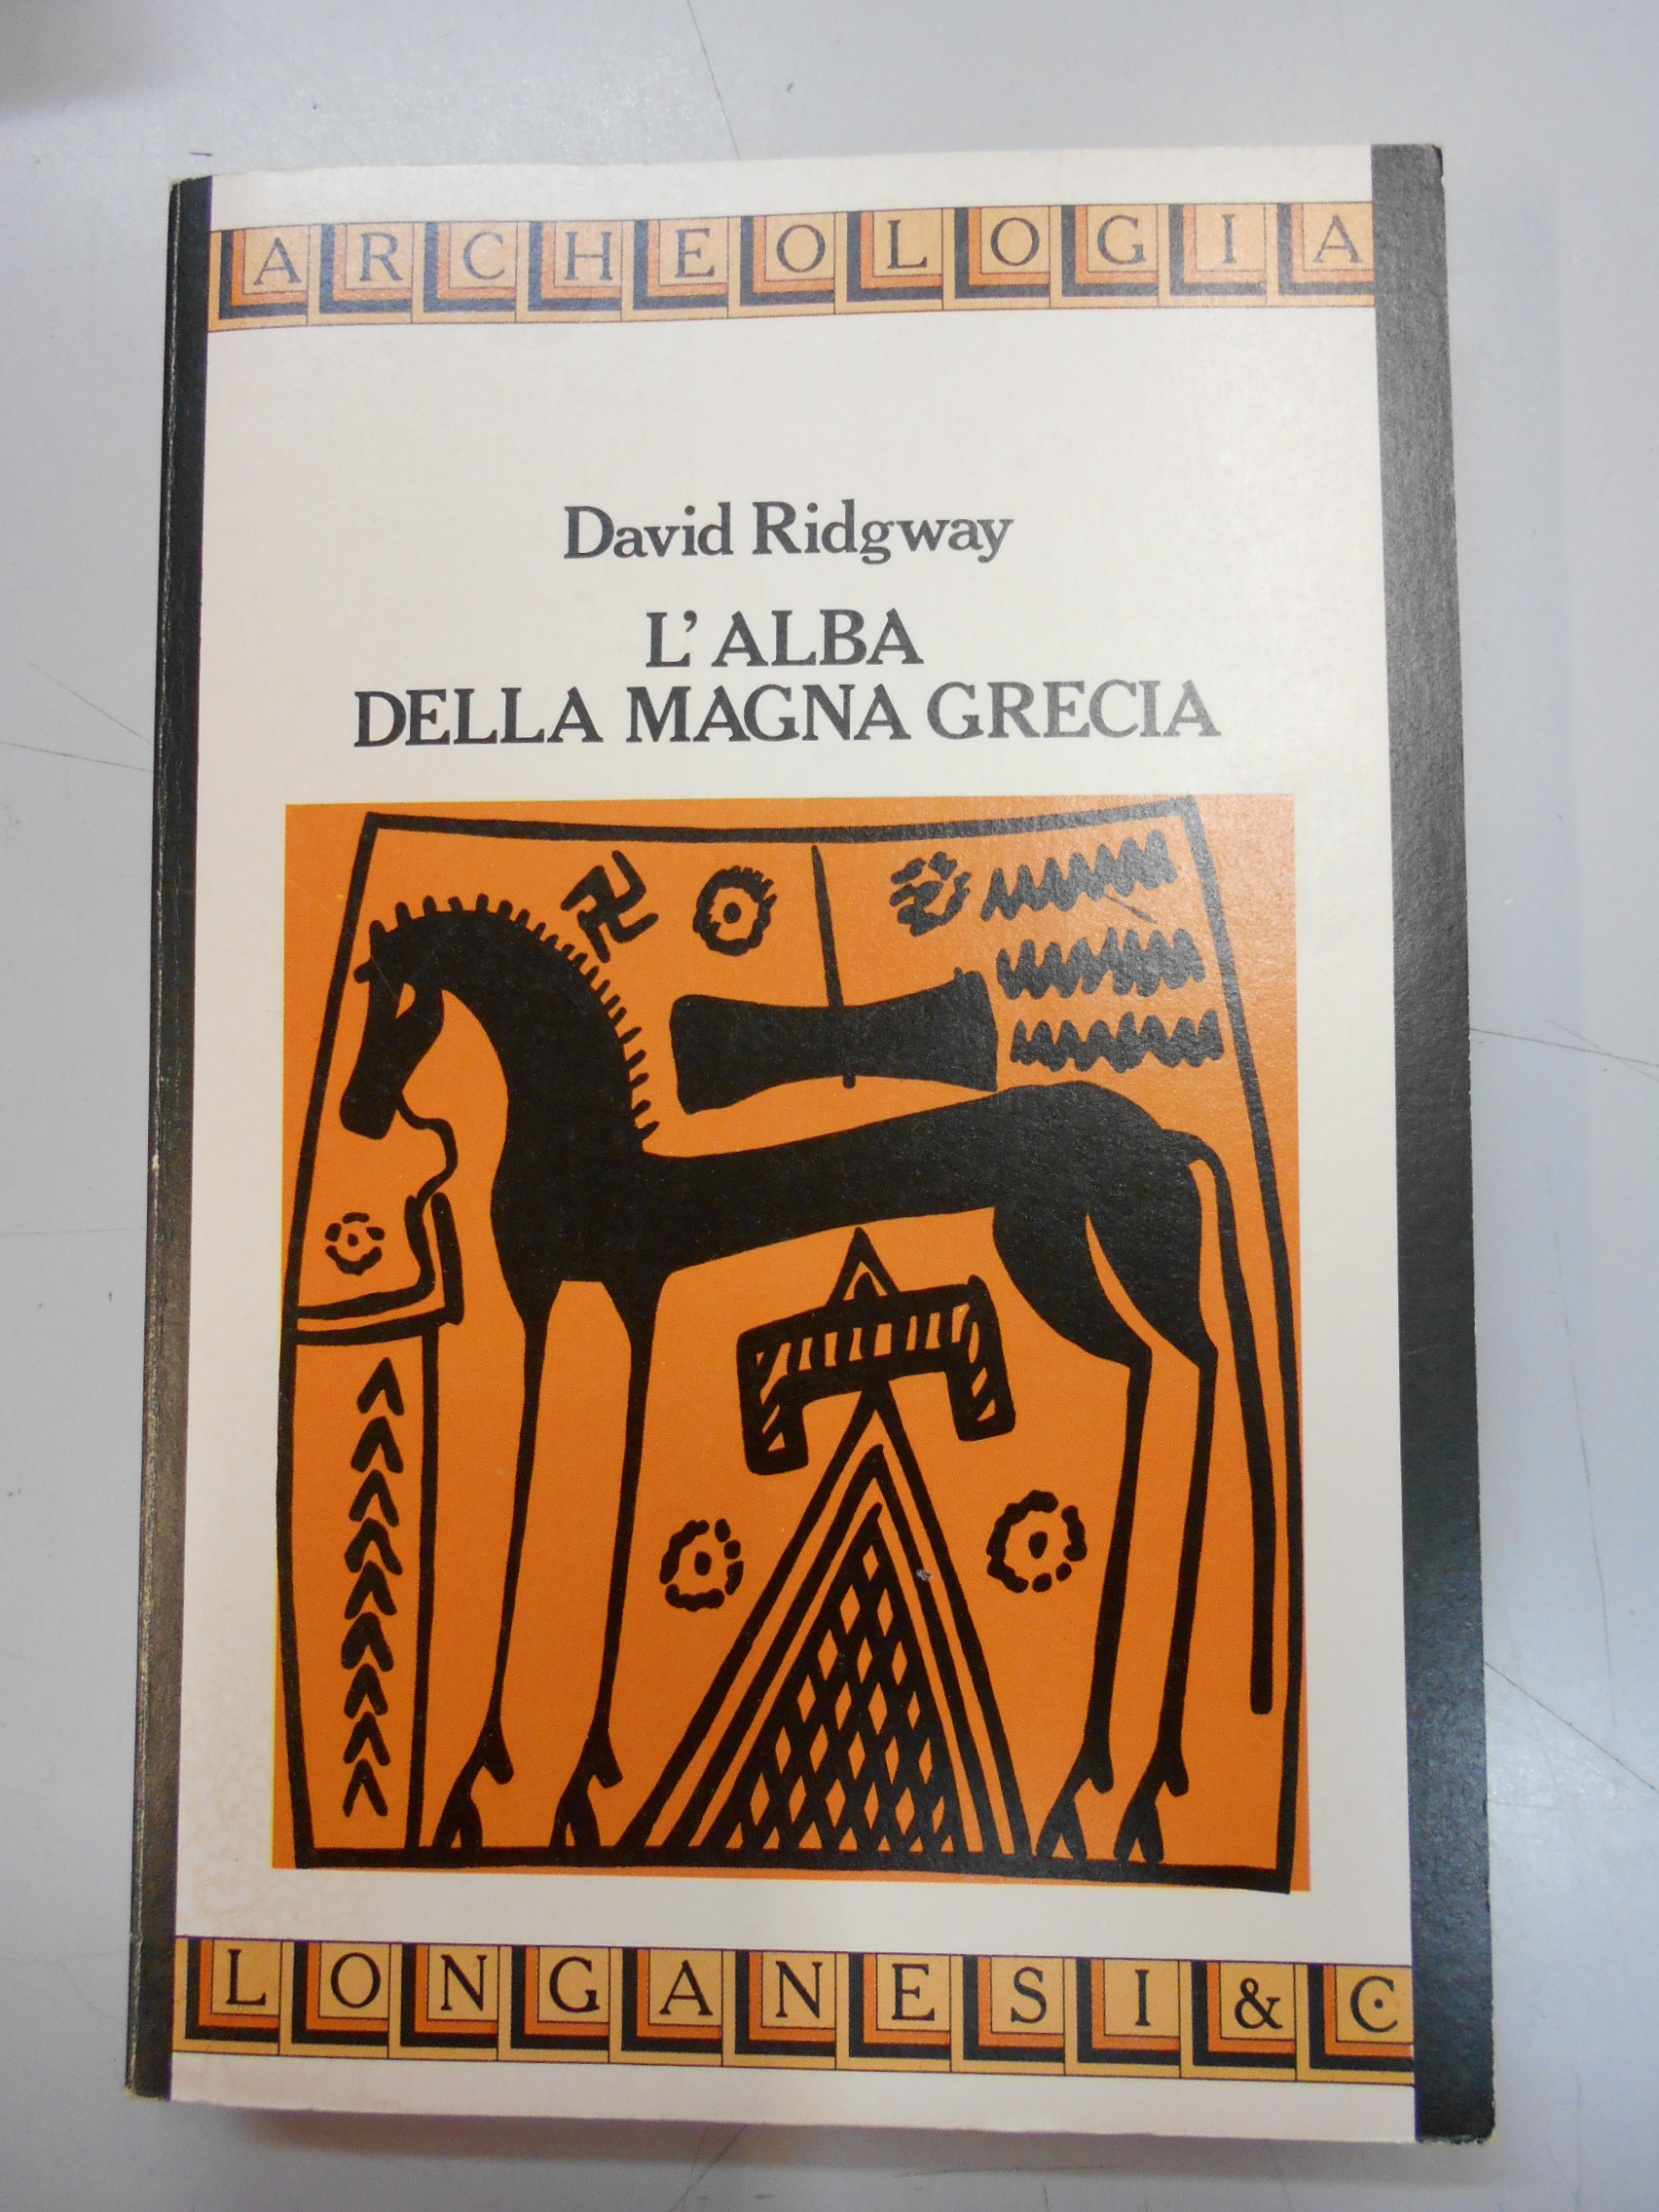 ARCHEOLOGIA
David Ridgway
L'ALBA
DELLA MAGNA GRECIA
LONGANESI & C.